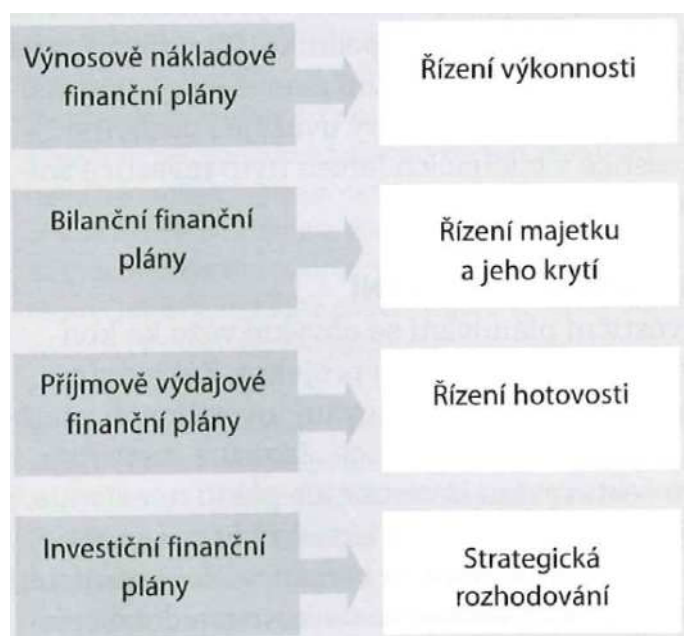 Výnosově nákladové
finanční plány
Řízení výkonnosti
Bilanční finanční
plány
Řízení majetku
a jeho krytí
Příjmově výdajové
finanční plány
Řízení hotovosti
Investiční finanční
plány
Strategická
rozhodování